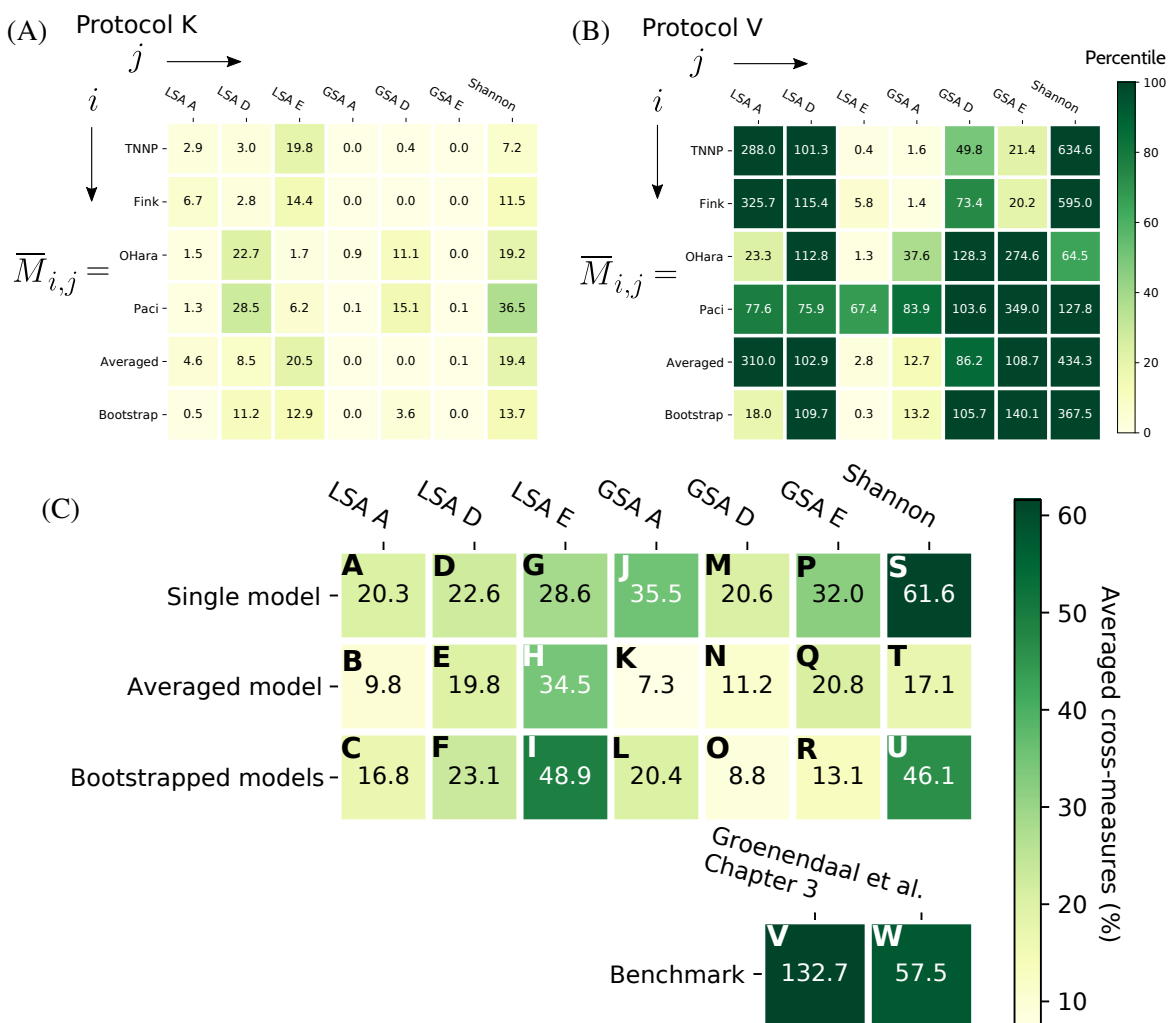 (A) Protocol K
j
i
LSA A LSA D LSA E GSA A GSA D GSA E Shannon
TNNP 2.9 3.0 19.8 0.0 0.4 0.0 7.2
Fink 6.7 2.8 14.4 0.0 0.0 0.0 11.5
OHara 1.5 22.7 1.7 0.9 11.1 0.0 19.2
M̅i,j =
Paci 1.3 28.5 6.2 0.1 15.1 0.1 36.5
Averaged 4.6 8.5 20.5 0.0 0.0 0.1 19.4
Bootstrap 0.5 11.2 12.9 0.0 3.6 0.0 13.7
(B) Protocol V
j
i
LSA A LSA D LSA E GSA A GSA D GSA E Shannon
TNNP 288.0 101.3 0.4 1.6 49.8 21.4 634.6
Fink 325.7 115.4 5.8 1.4 73.4 20.2 595.0
OHara 23.3 112.8 1.3 37.6 128.3 274.6 64.5
M̅i,j =
Paci 77.6 75.9 67.4 83.9 103.6 349.0 127.8
Averaged 310.0 102.9 2.8 12.7 86.2 108.7 434.3
Bootstrap 18.0 109.7 0.3 13.2 105.7 140.1 367.5
Percentile
100
80
60
40
20
0
(C)
LSA A LSA D LSA E GSA A GSA D GSA E Shannon
A D G J M P S
Single model 20.3 22.6 28.6 35.5 20.6 32.0 61.6
B E H K N Q T
Averaged model 9.8 19.8 34.5 7.3 11.2 20.8 17.1
C F I L O R U
Bootstrapped models 16.8 23.1 48.9 20.4 8.8 13.1 46.1
Groenendaal et al.
Chapter 3
V W
Benchmark 132.7 57.5
60
50
40
30
20
10
Averaged cross-measures (%)